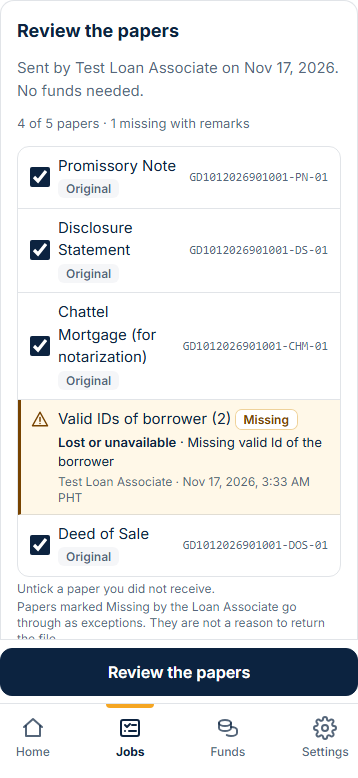 Review the papers
Sent by Test Loan Associate on Nov 17, 2026.
No funds needed.
4 of 5 papers · 1 missing with remarks
Promissory Note
Original
GD1012026901001-PN-01
Disclosure
Statement
Original
GD1012026901001-DS-01
Chattel
Mortgage (for
notarization)
Original
GD1012026901001-CHM-01
Valid IDs of borrower (2) Missing
Lost or unavailable · Missing valid Id of the
borrower
Test Loan Associate · Nov 17, 2026, 3:33 AM
PHT
Deed of Sale
Original
GD1012026901001-DOS-01
Untick a paper you did not receive.
Papers marked Missing by the Loan Associate go
through as exceptions. They are not a reason to return
the file.
Review the papers
Home
Jobs
Funds
Settings